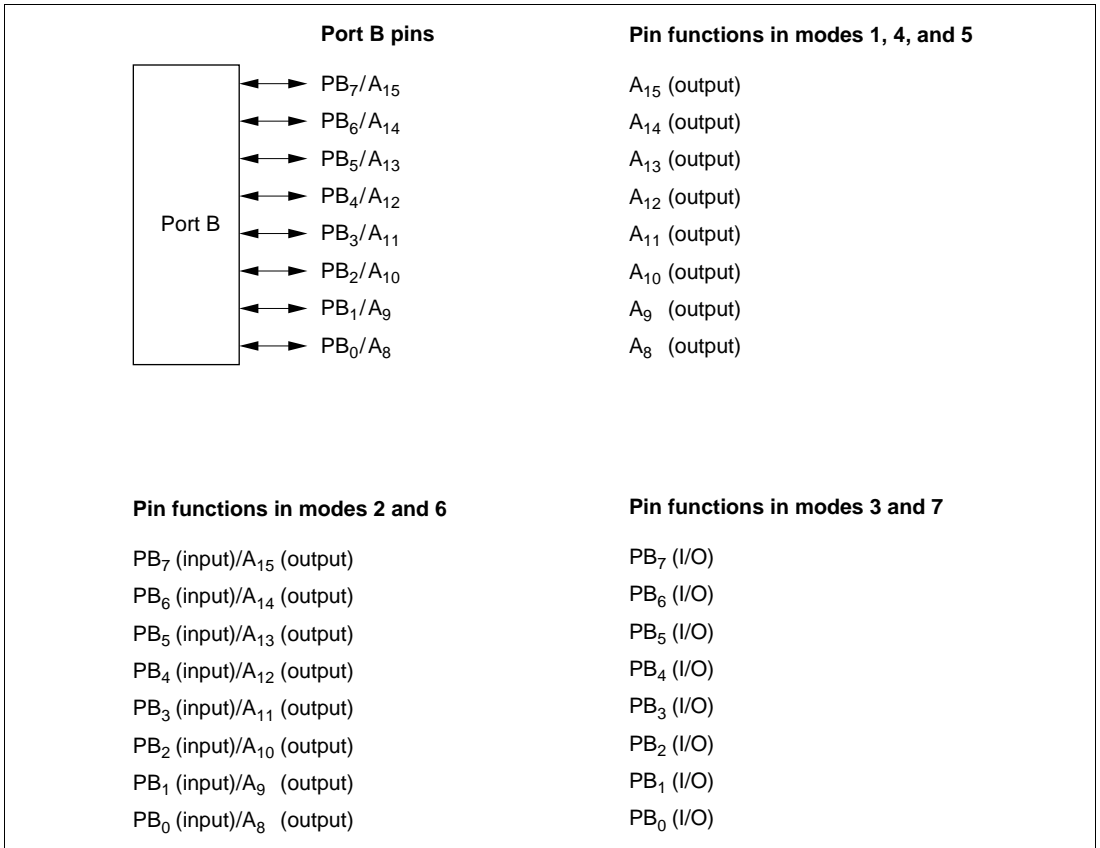 Port B pins
Pin functions in modes 1, 4, and 5
Port B
PB₇/A₁₅ A₁₅ (output)
PB₆/A₁₄ A₁₄ (output)
PB₅/A₁₃ A₁₃ (output)
PB₄/A₁₂ A₁₂ (output)
PB₃/A₁₁ A₁₁ (output)
PB₂/A₁₀ A₁₀ (output)
PB₁/A₉ A₉ (output)
PB₀/A₈ A₈ (output)
Pin functions in modes 2 and 6
PB₇ (input)/A₁₅ (output)
PB₆ (input)/A₁₄ (output)
PB₅ (input)/A₁₃ (output)
PB₄ (input)/A₁₂ (output)
PB₃ (input)/A₁₁ (output)
PB₂ (input)/A₁₀ (output)
PB₁ (input)/A₉ (output)
PB₀ (input)/A₈ (output)
Pin functions in modes 3 and 7
PB₇ (I/O)
PB₆ (I/O)
PB₅ (I/O)
PB₄ (I/O)
PB₃ (I/O)
PB₂ (I/O)
PB₁ (I/O)
PB₀ (I/O)